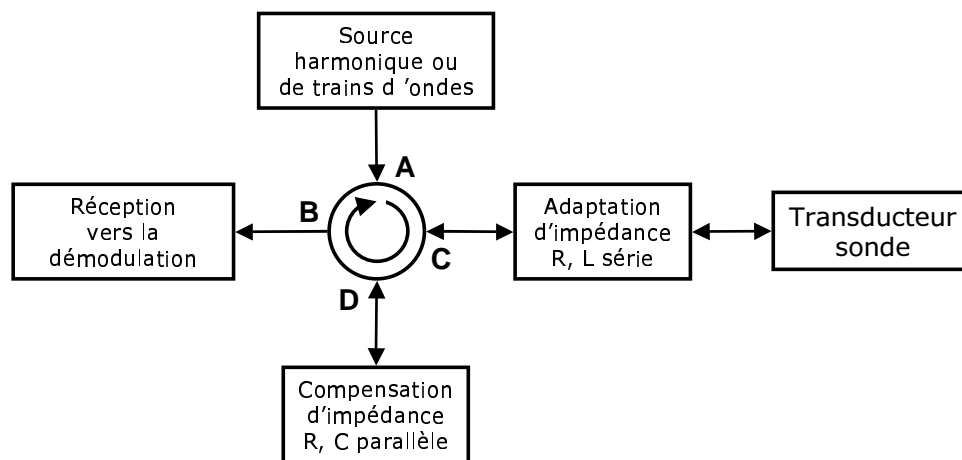 Source
harmonique ou
de trains d 'ondes
A
Réception
vers la
démodulation
B
C
Adaptation
d'impédance
R, L série
Transducteur
sonde
D
Compensation
d'impédance
R, C parallèle